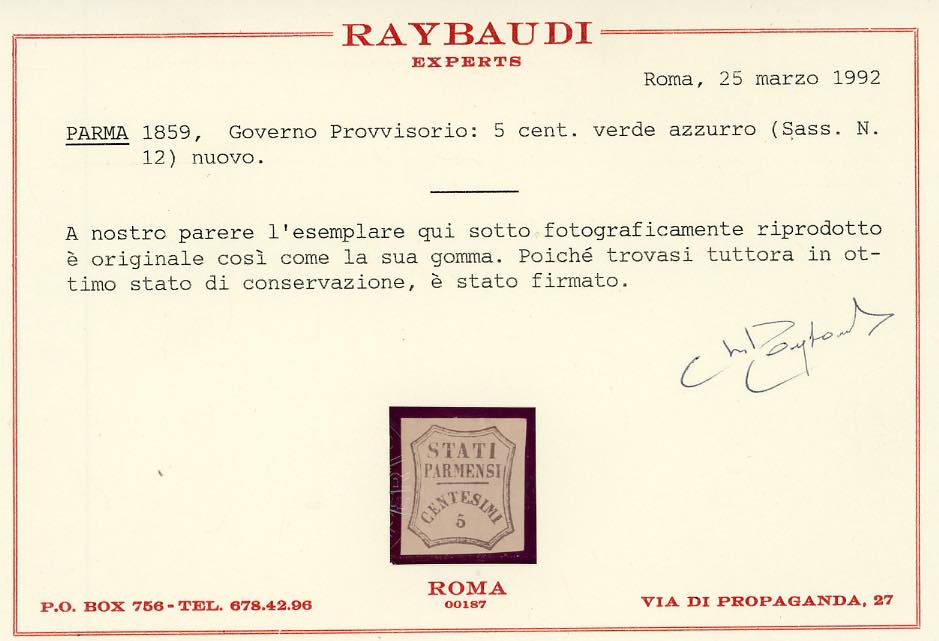 RAYBAUDI
EXPERTS
Roma, 25 marzo 1992
PARMA 1859, Governo Provvisorio: 5 cent. verde azzurro (Sass. N.
12) nuovo.
A nostro parere l'esemplare qui sotto fotograficamente riprodotto
è originale così come la sua gomma. Poiché trovasi tuttora in ot-
timo stato di conservazione, è stato firmato.
STATI
PARMENSI
CENTESIMI
5
ROMA
00187
P.O. BOX 756 - TEL. 678.42.96
VIA DI PROPAGANDA, 27